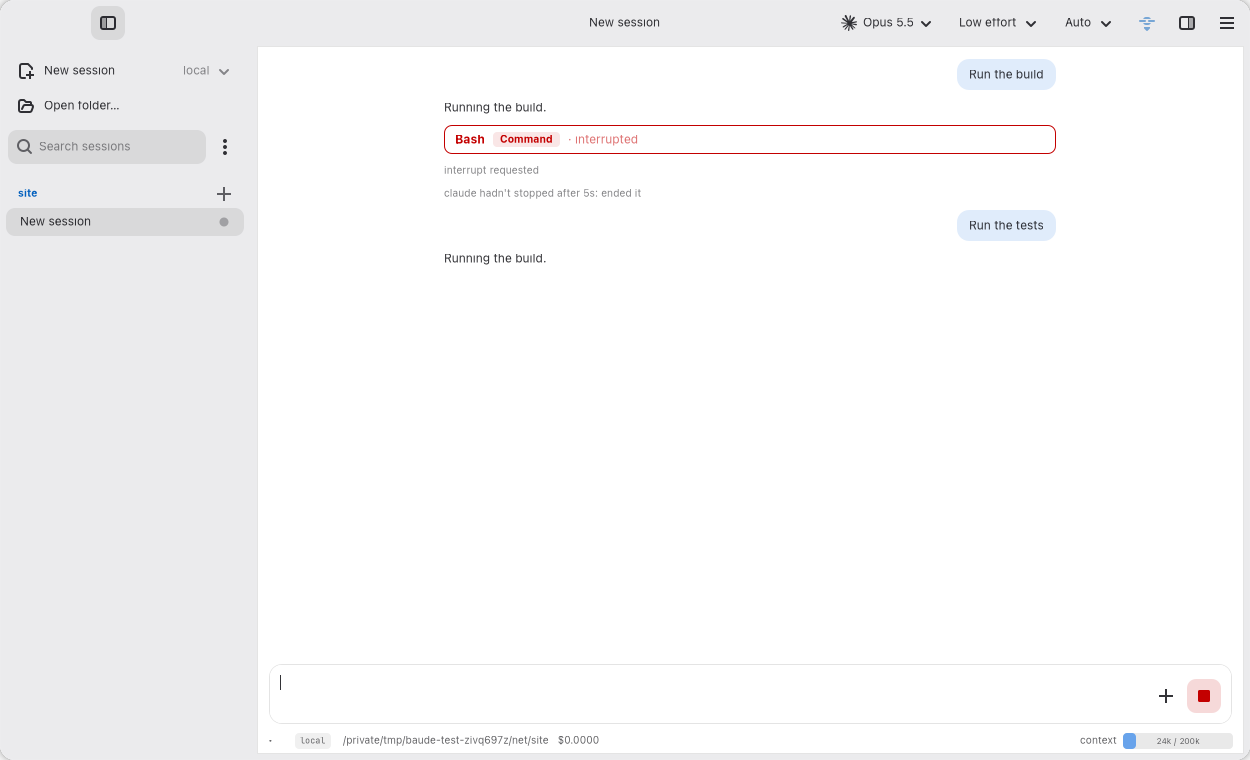 New session
Opus 5.5
Low effort
Auto
New session
local
Open folder...
Search sessions
site
New session
Run the build
Running the build.
Bash Command · interrupted
interrupt requested
claude hadn't stopped after 5s: ended it
Run the tests
Running the build.
local /private/tmp/baude-test-zivq697z/net/site $0.0000
context 24k / 200k